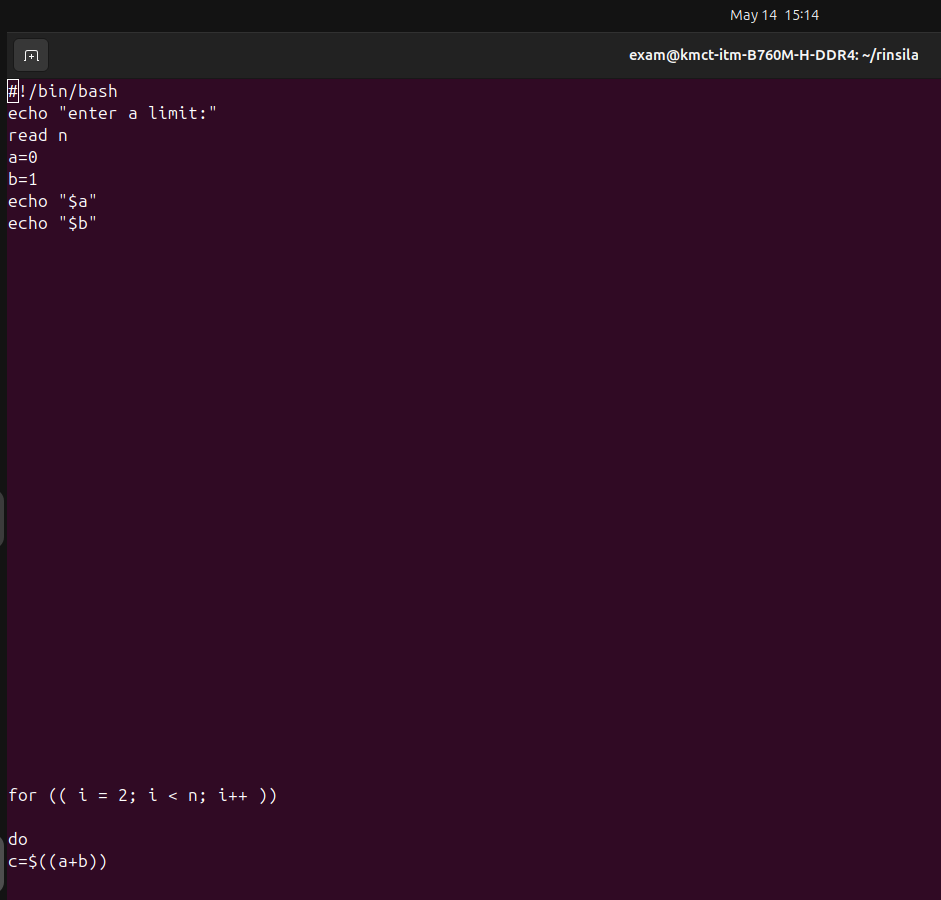 May 14 15:14
exam@kmct-itm-B760M-H-DDR4: ~/rinsila
#!/bin/bash
echo "enter a limit:"
read n
a=0
b=1
echo "$a"
echo "$b"
for (( i = 2; i < n; i++ ))
do
c=$((a+b))